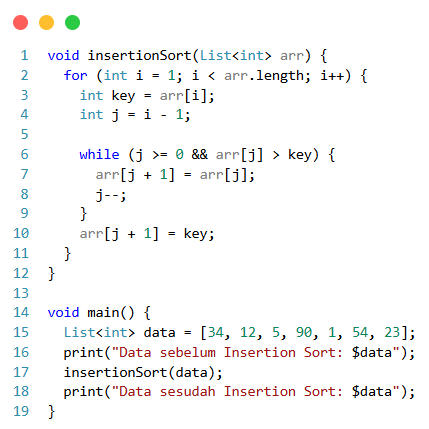 1 void insertionSort(List<int> arr) {
2   for (int i = 1; i < arr.length; i++) {
3     int key = arr[i];
4     int j = i - 1;
5
6     while (j >= 0 && arr[j] > key) {
7       arr[j + 1] = arr[j];
8       j--;
9     }
10     arr[j + 1] = key;
11   }
12 }
13
14 void main() {
15   List<int> data = [34, 12, 5, 90, 1, 54, 23];
16   print("Data sebelum Insertion Sort: $data");
17   insertionSort(data);
18   print("Data sesudah Insertion Sort: $data");
19 }